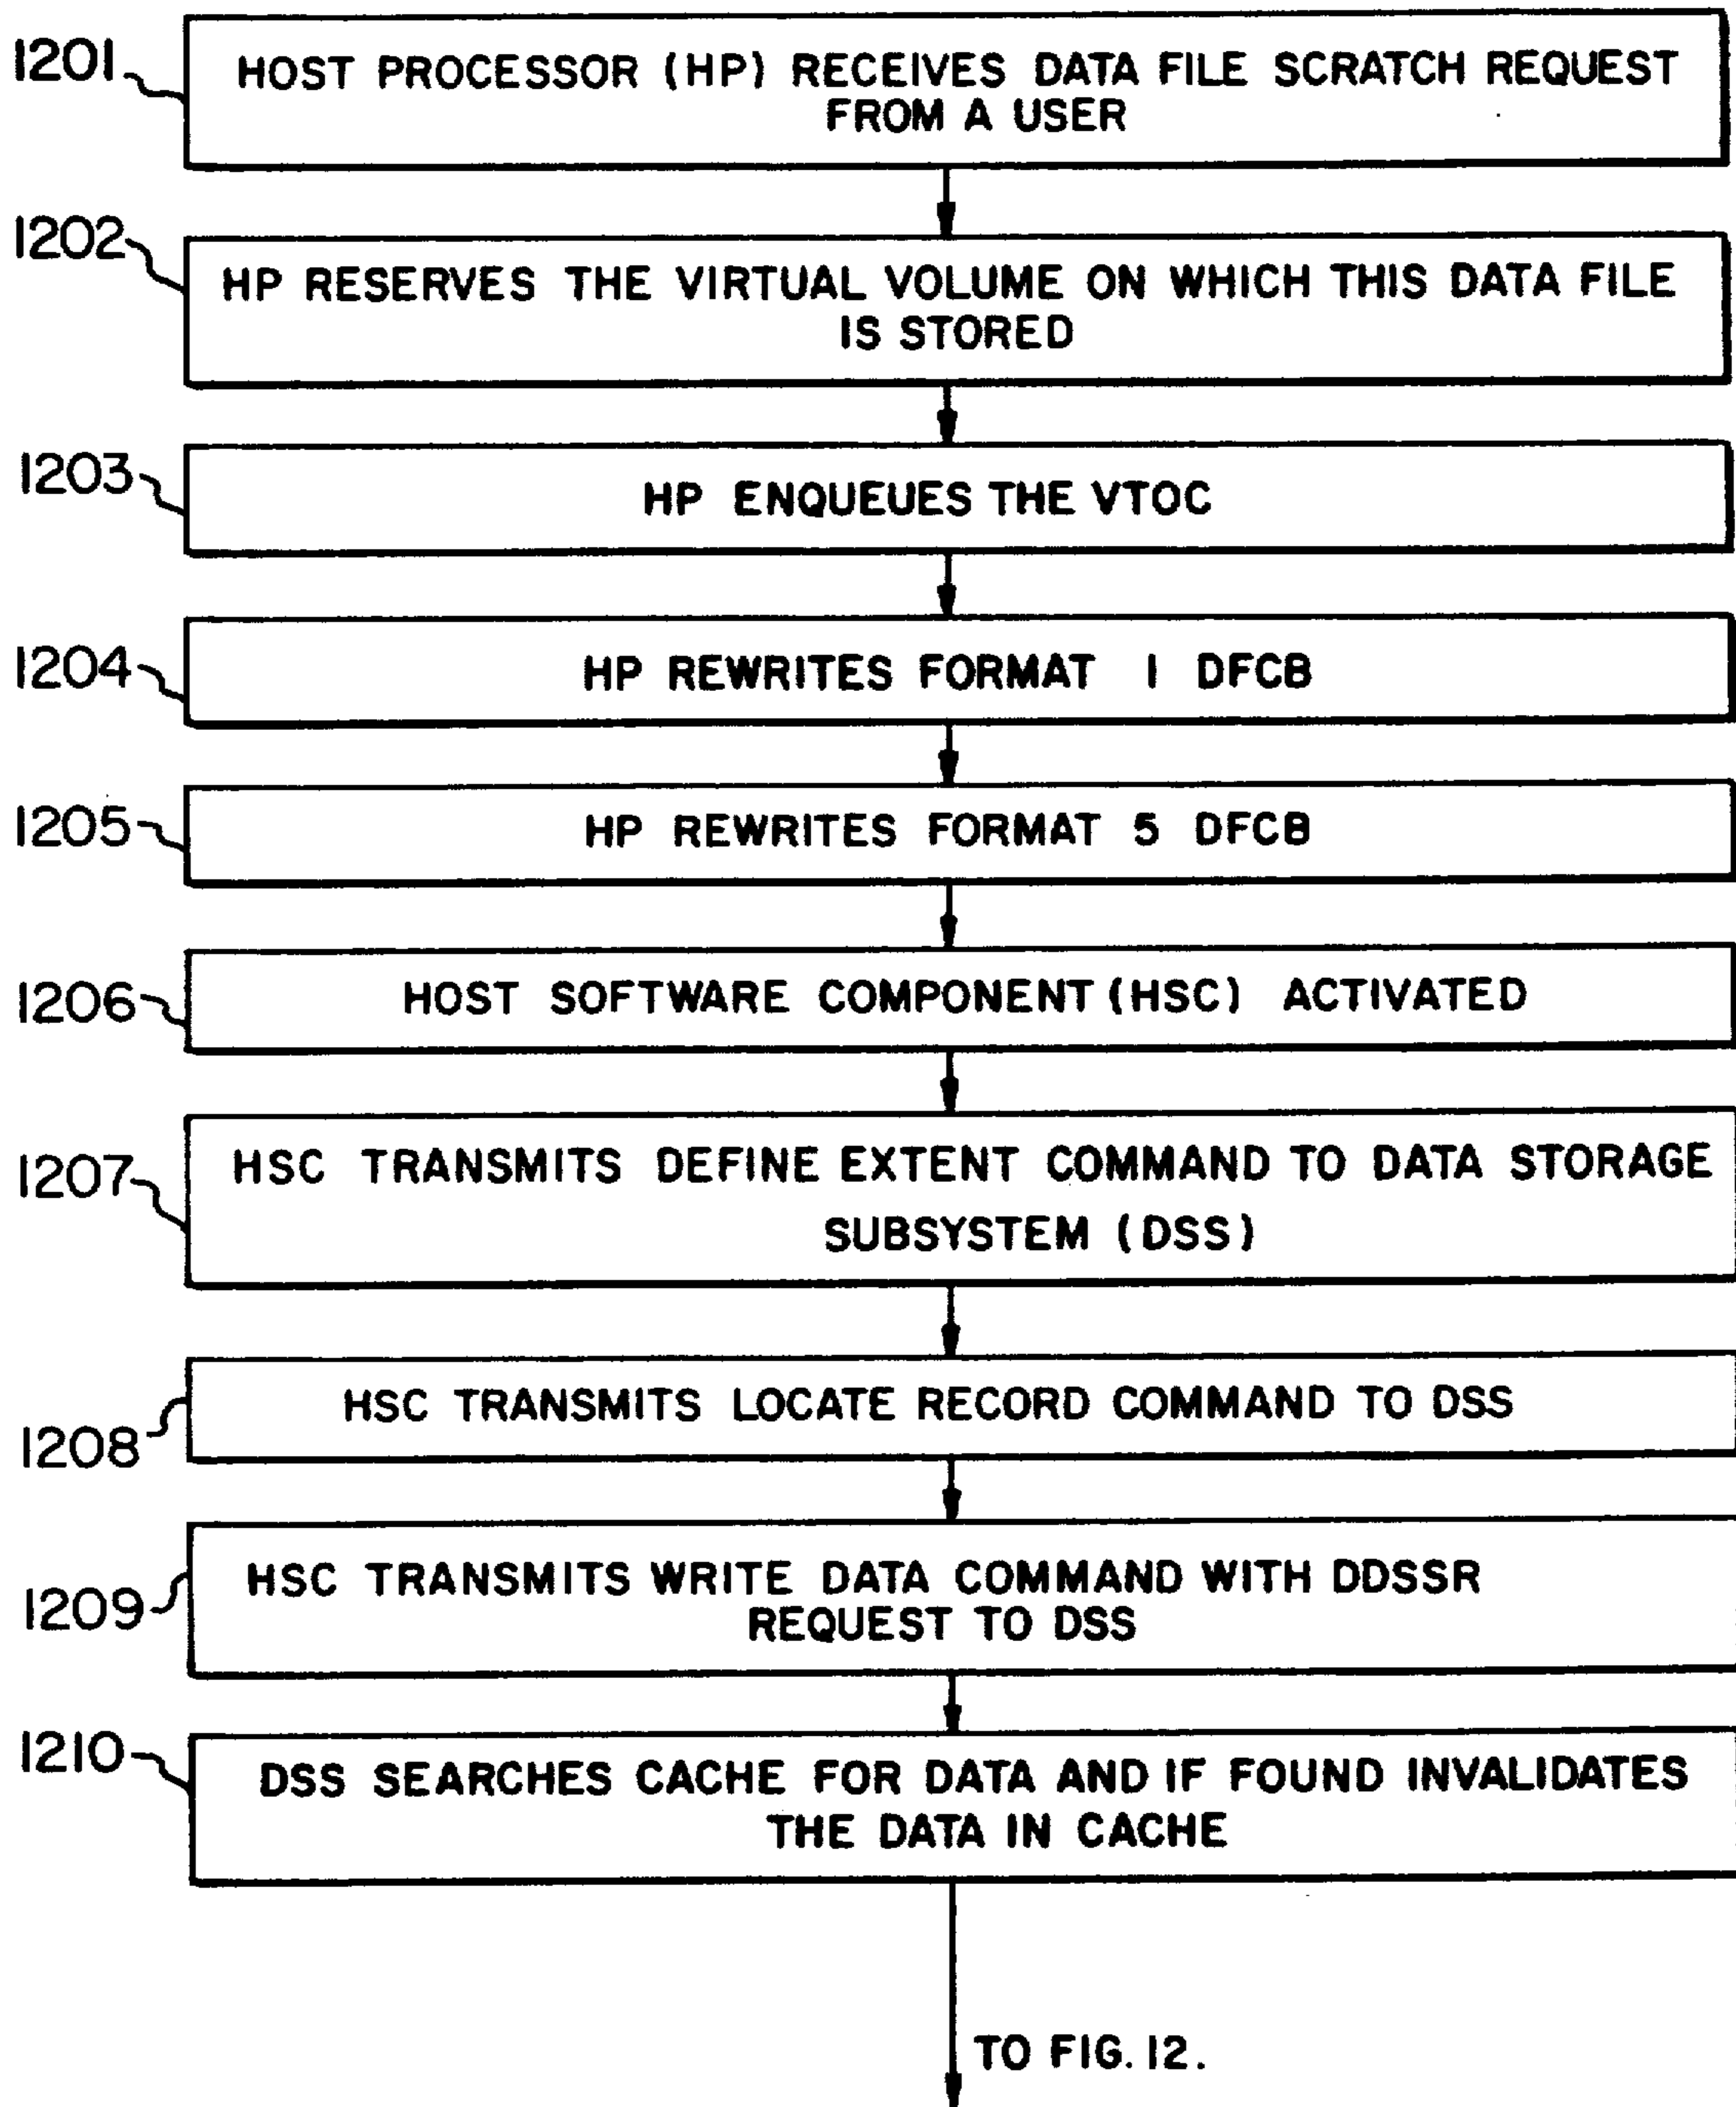 1201
HOST PROCESSOR (HP) RECEIVES DATA FILE SCRATCH REQUEST
FROM A USER
1202
HP RESERVES THE VIRTUAL VOLUME ON WHICH THIS DATA FILE
IS STORED
1203
HP ENQUEUES THE VTOC
1204
HP REWRITES FORMAT 1 DFCB
1205
HP REWRITES FORMAT 5 DFCB
1206
HOST SOFTWARE COMPONENT (HSC) ACTIVATED
1207
HSC TRANSMITS DEFINE EXTENT COMMAND TO DATA STORAGE
SUBSYSTEM (DSS)
1208
HSC TRANSMITS LOCATE RECORD COMMAND TO DSS
1209
HSC TRANSMITS WRITE DATA COMMAND WITH DDSSR
REQUEST TO DSS
1210
DSS SEARCHES CACHE FOR DATA AND IF FOUND INVALIDATES
THE DATA IN CACHE
TO FIG. 12.